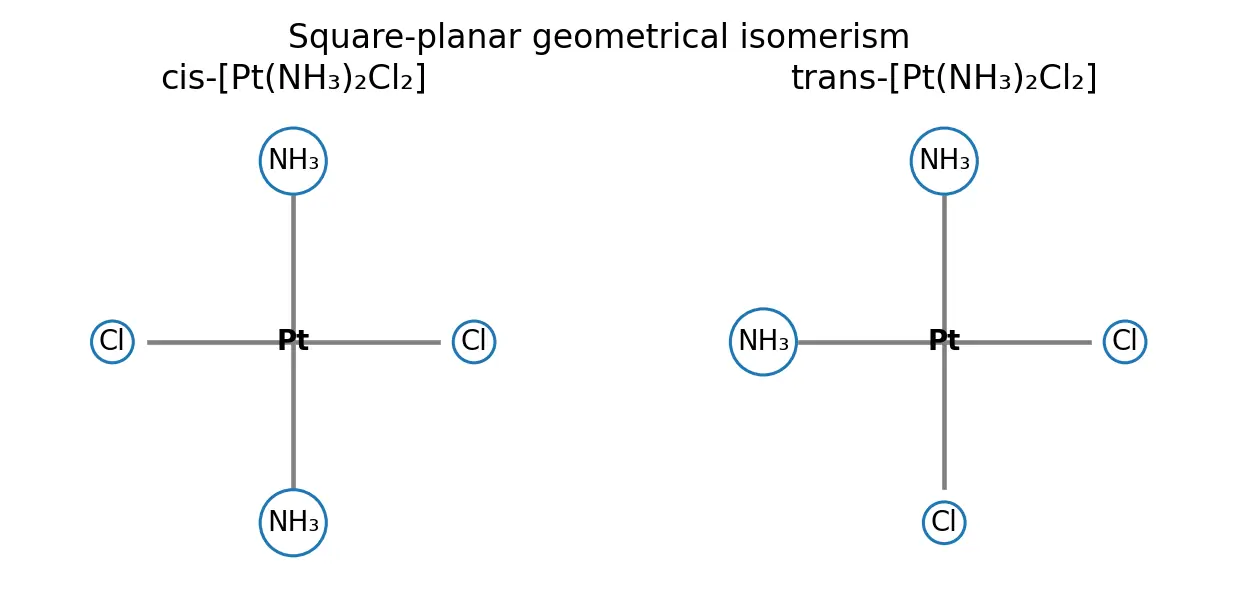 Square-planar geometrical isomerism
cis-[Pt(NH₃)₂Cl₂]
trans-[Pt(NH₃)₂Cl₂]
NH₃
NH₃
Cl
Pt
Cl
NH₃
Pt
Cl
NH₃
Cl